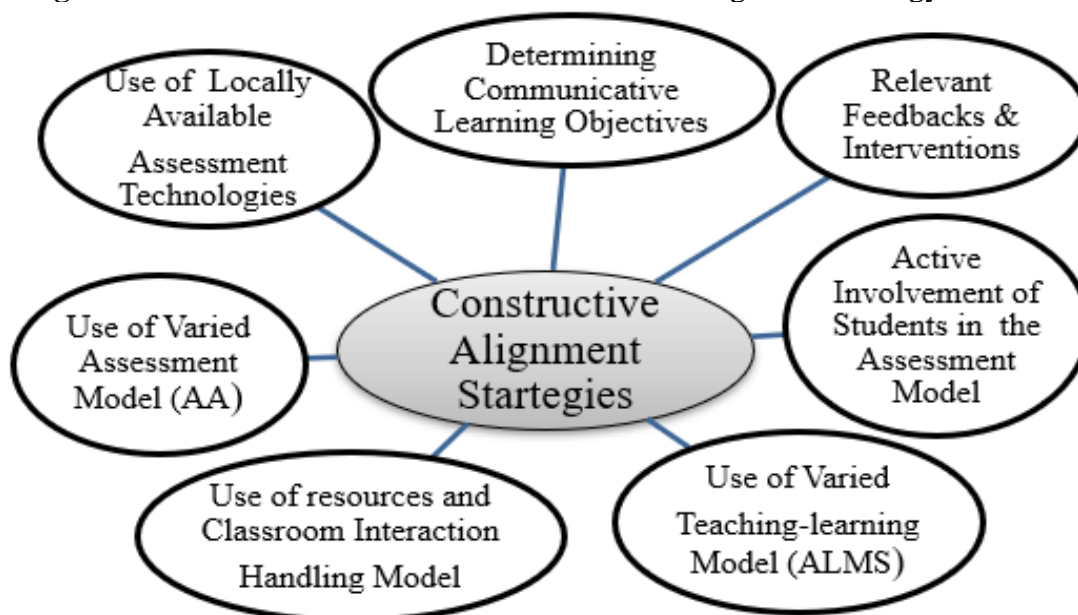 Use of Locally
Available
Assessment
Technologies
Determining
Communicative
Learning Objectives
Relevant
Feedbacks &
Interventions
Active
Involvement of
Students in the
Assessment
Model
Constructive
Alignment
Startegies
Use of Varied
Assessment
Model (AA)
Use of resources and
Classroom Interaction
Handling Model
Use of Varied
Teaching-learning
Model (ALMS)